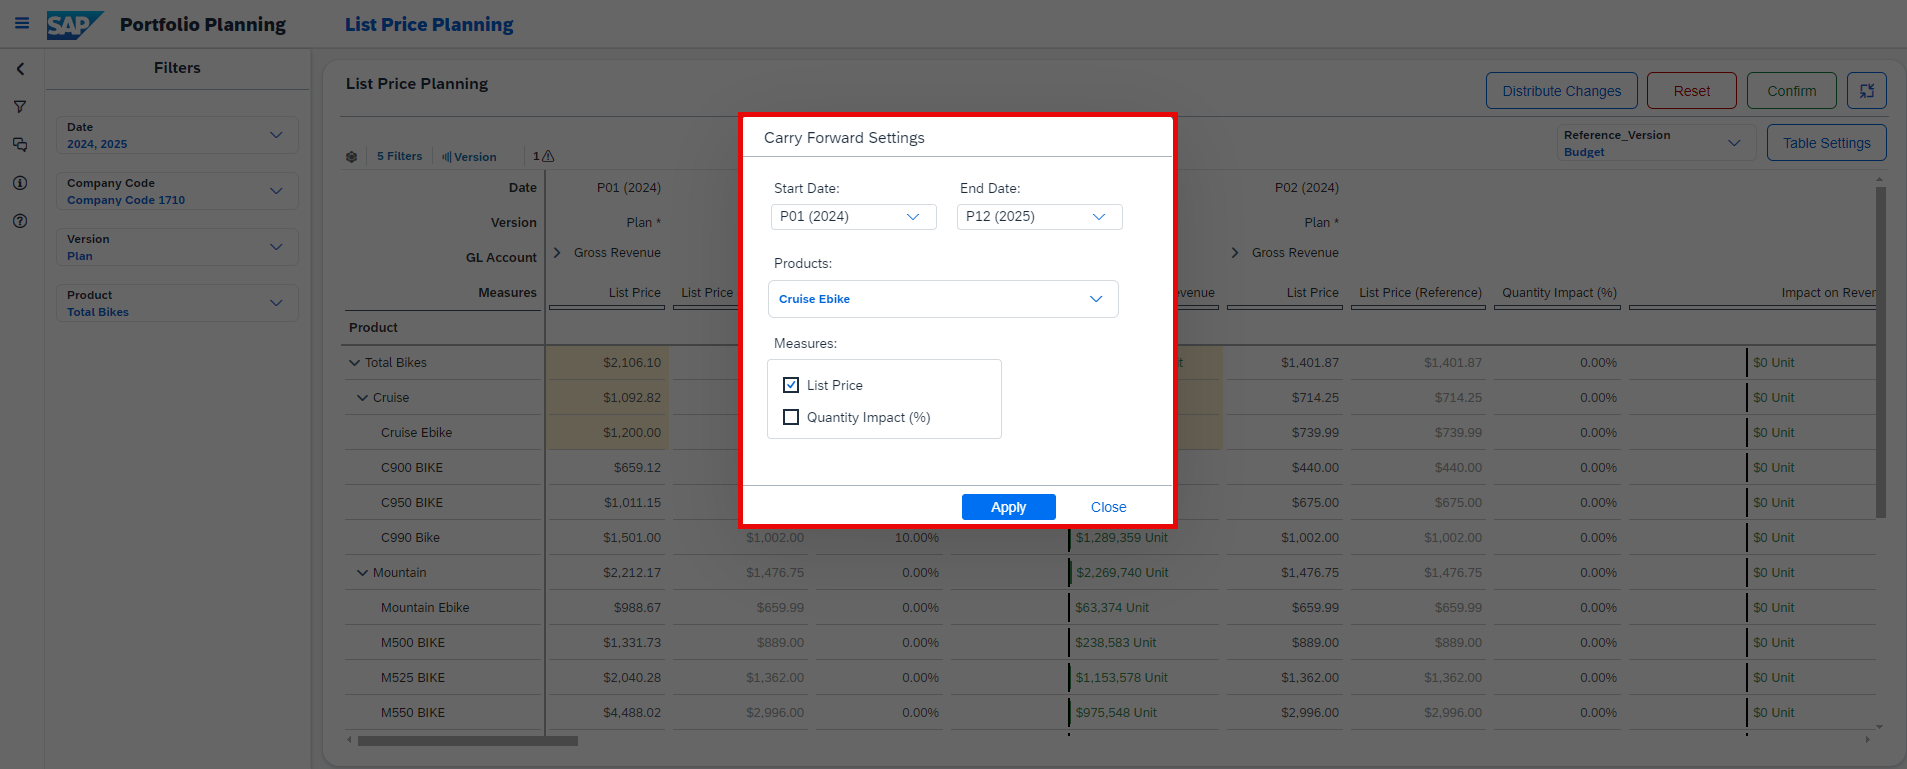 SAP Portfolio Planning List Price Planning
Filters
Date
2024, 2025
Company Code
Company Code 1710
Version
Plan
Product
Total Bikes
List Price Planning
Distribute Changes Reset Confirm
5 Filters Version 1
Reference_Version
Budget
Table Settings
Date P01 (2024) P02 (2024)
Version Plan * Plan *
GL Account Gross Revenue Gross Revenue
Measures List Price List Price List Price List Price (Reference) Quantity Impact (%)
Product
Total Bikes $2,106.10 $1,401.87 $1,401.87 0.00% $0 Unit
Cruise $1,092.82 $714.25 $714.25 0.00% $0 Unit
Cruise Ebike $1,200.00 $739.99 $739.99 0.00% $0 Unit
C900 BIKE $659.12 $440.00 $440.00 0.00% $0 Unit
C950 BIKE $1,011.15 $675.00 $675.00 0.00% $0 Unit
C990 Bike $1,501.00 $1,002.00 10.00% $1,289,359 Unit $1,002.00 $1,002.00 0.00% $0 Unit
Mountain $2,212.17 $1,476.75 0.00% $2,269,740 Unit $1,476.75 $1,476.75 0.00% $0 Unit
Mountain Ebike $988.67 $659.99 0.00% $63,374 Unit $659.99 $659.99 0.00% $0 Unit
M500 BIKE $1,331.73 $889.00 0.00% $238,583 Unit $889.00 $889.00 0.00% $0 Unit
M525 BIKE $2,040.28 $1,362.00 0.00% $1,153,578 Unit $1,362.00 $1,362.00 0.00% $0 Unit
M550 BIKE $4,488.02 $2,996.00 0.00% $975,548 Unit $2,996.00 $2,996.00 0.00% $0 Unit
Carry Forward Settings
Start Date: End Date:
P01 (2024) P12 (2025)
Products:
Cruise Ebike
Measures:
List Price
Quantity Impact (%)
Apply Close